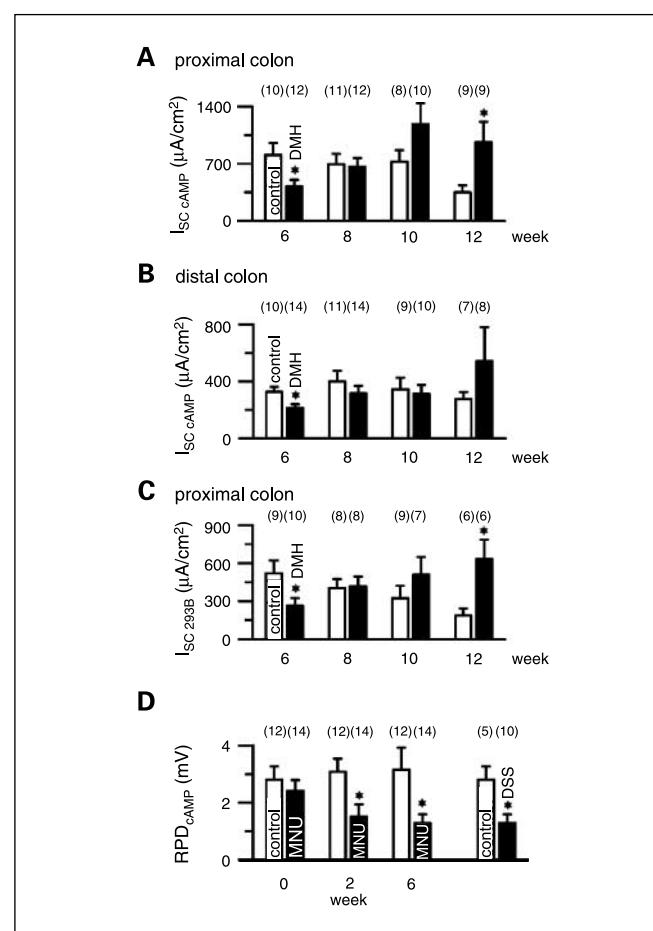 A proximal colon
(10)(12) (11)(12) (8)(10) (9)(9)
I_SC cAMP (µA/cm²)
1400
700
0
control
* DMH
*
6 8 10 12 week
B distal colon
(10)(14) (11)(14) (9)(10) (7)(8)
I_SC cAMP (µA/cm²)
800
400
0
control
* DMH
6 8 10 12 week
C proximal colon
(9)(10) (8)(8) (9)(7) (6)(6)
I_SC 293B (µA/cm²)
900
600
300
0
control
* DMH
*
6 8 10 12 week
D
(12)(14) (12)(14) (12)(14) (5)(10)
RPD_cAMP (mV)
4
2
0
control
MNU
* MNU
* MNU
control
* DSS
0 2 6
week